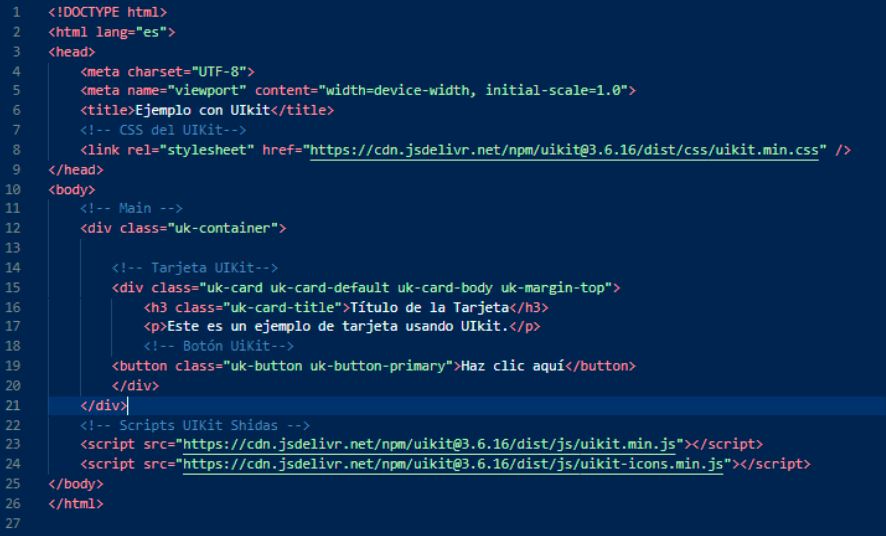 1 <!DOCTYPE html>
2 <html lang="es">
3 <head>
4 <meta charset="UTF-8">
5 <meta name="viewport" content="width=device-width, initial-scale=1.0">
6 <title>Ejemplo con UIkit</title>
7 <!-- CSS del UIKit-->
8 <link rel="stylesheet" href="https://cdn.jsdelivr.net/npm/uikit@3.6.16/dist/css/uikit.min.css" />
9 </head>
10 <body>
11 <!-- Main -->
12 <div class="uk-container">
13
14 <!-- Tarjeta UIKit-->
15 <div class="uk-card uk-card-default uk-card-body uk-margin-top">
16 <h3 class="uk-card-title">Título de la Tarjeta</h3>
17 <p>Este es un ejemplo de tarjeta usando UIkit.</p>
18 <!-- Botón UiKit-->
19 <button class="uk-button uk-button-primary">Haz clic aquí</button>
20 </div>
21 </div>
22 <!-- Scripts UIKit Shidas -->
23 <script src="https://cdn.jsdelivr.net/npm/uikit@3.6.16/dist/js/uikit.min.js"></script>
24 <script src="https://cdn.jsdelivr.net/npm/uikit@3.6.16/dist/js/uikit-icons.min.js"></script>
25 </body>
26 </html>
27